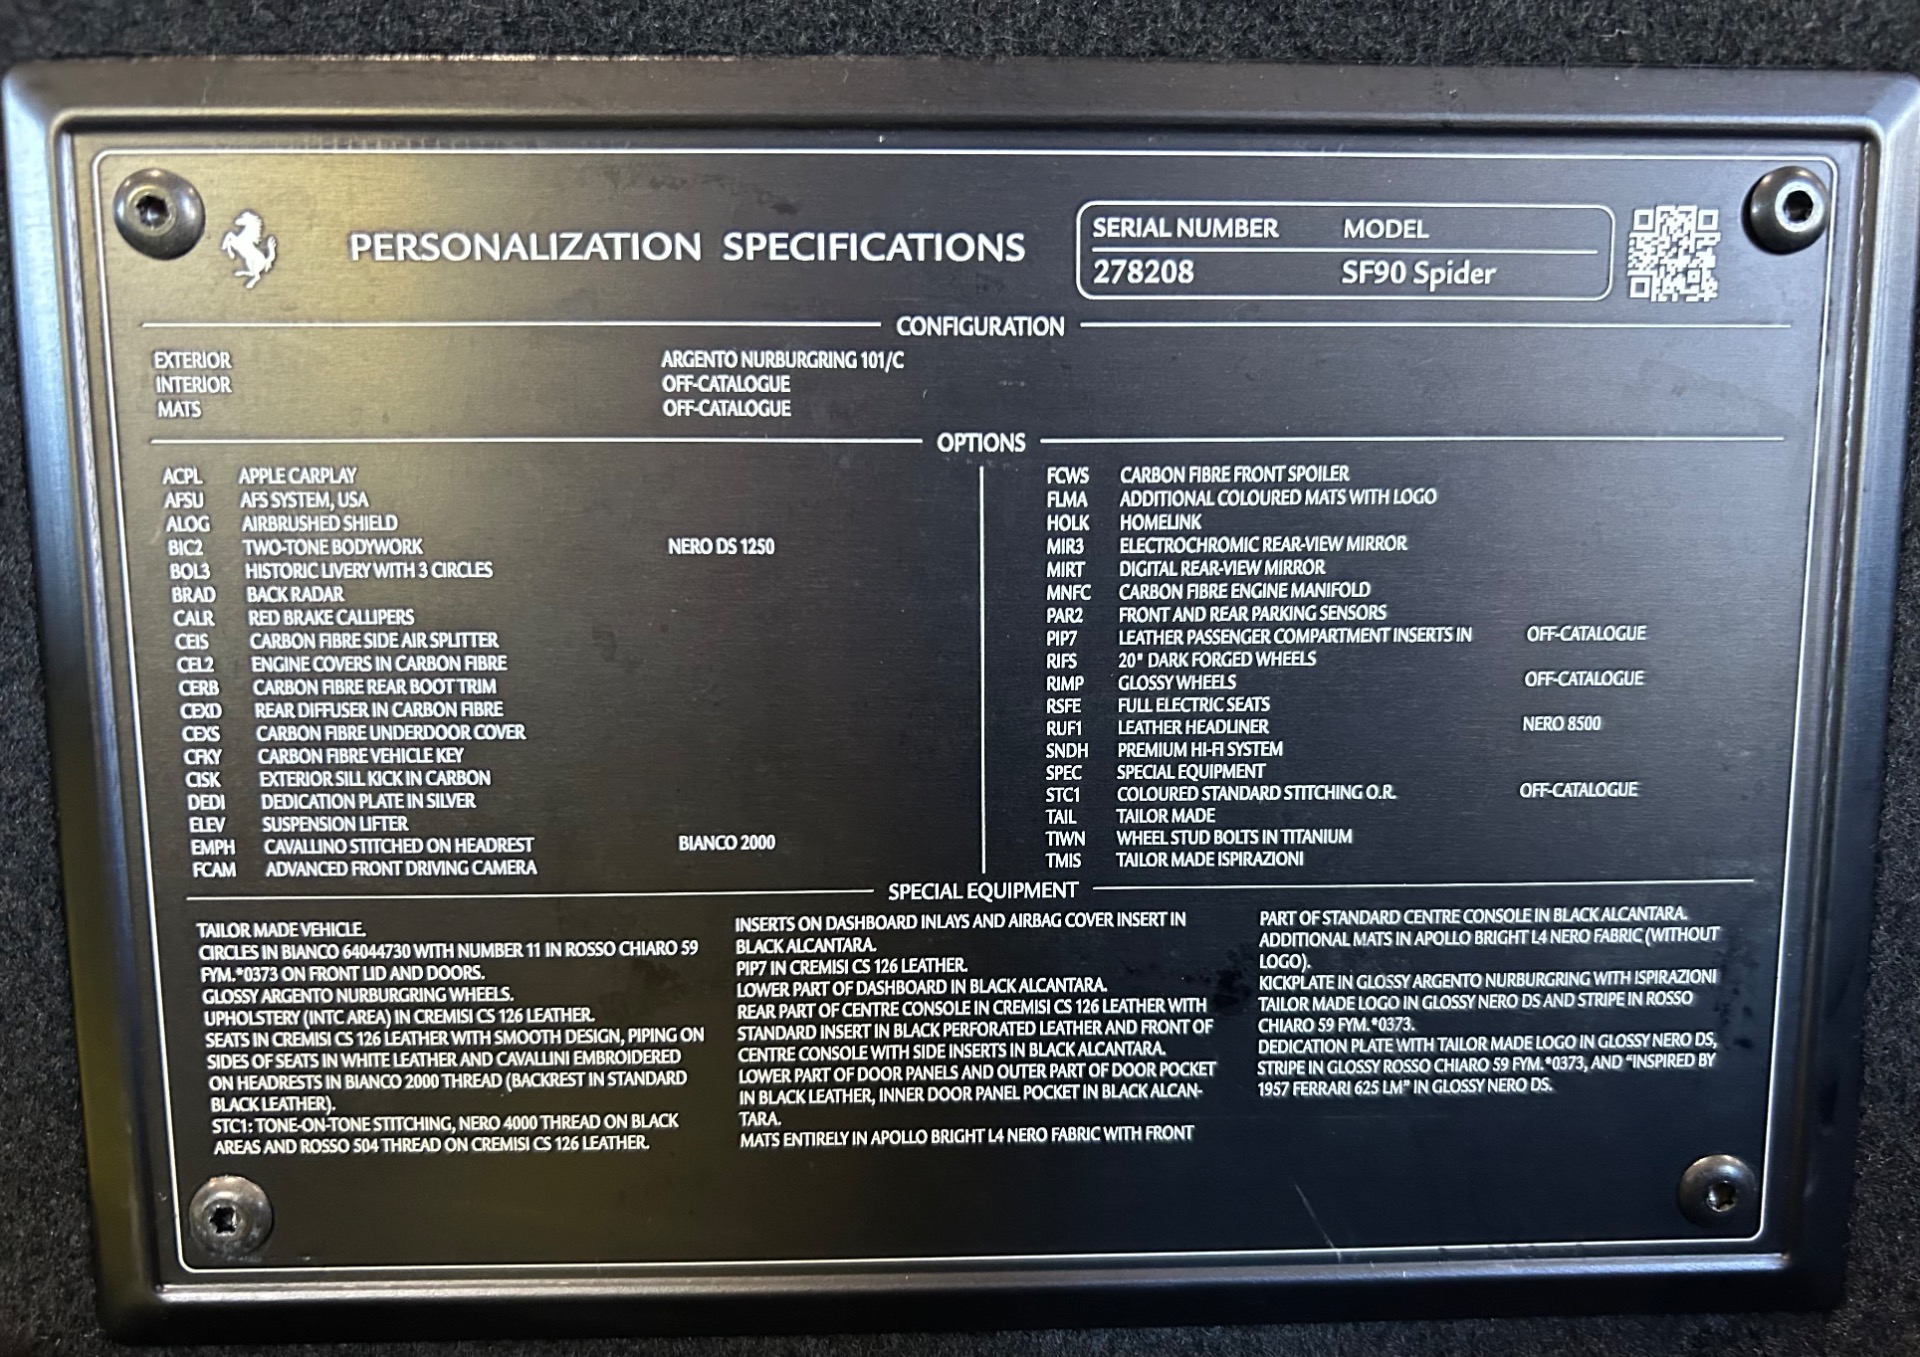 PERSONALIZATION SPECIFICATIONS
SERIAL NUMBER MODEL
278208 SF90 Spider
CONFIGURATION
EXTERIOR ARGENTO NURBURGRING 101/C
INTERIOR OFF-CATALOGUE
MATS OFF-CATALOGUE
OPTIONS
ACPL APPLE CARPLAY
AFSU AFS SYSTEM, USA
ALOG AIRBRUSHED SHIELD
BIC2 TWO-TONE BODYWORK NERO DS 1250
BOL3 HISTORIC LIVERY WITH 3 CIRCLES
BRAD BACK RADAR
CALR RED BRAKE CALLIPERS
CEIS CARBON FIBRE SIDE AIR SPLITTER
CEL2 ENGINE COVERS IN CARBON FIBRE
CERB CARBON FIBRE REAR BOOT TRIM
CEXD REAR DIFFUSER IN CARBON FIBRE
CEXS CARBON FIBRE UNDERDOOR COVER
CFKY CARBON FIBRE VEHICLE KEY
CISK EXTERIOR SILL KICK IN CARBON
DEDI DEDICATION PLATE IN SILVER
ELEV SUSPENSION LIFTER
EMPH CAVALLINO STITCHED ON HEADREST BIANCO 2000
FCAM ADVANCED FRONT DRIVING CAMERA
FCWS CARBON FIBRE FRONT SPOILER
FLMA ADDITIONAL COLOURED MATS WITH LOGO
HOLK HOMELINK
MIR3 ELECTROCHROMIC REAR-VIEW MIRROR
MIRT DIGITAL REAR-VIEW MIRROR
MNFC CARBON FIBRE ENGINE MANIFOLD
PAR2 FRONT AND REAR PARKING SENSORS
PIP7 LEATHER PASSENGER COMPARTMENT INSERTS IN OFF-CATALOGUE
RIFS 20" DARK FORGED WHEELS
RIMP GLOSSY WHEELS OFF-CATALOGUE
RSFE FULL ELECTRIC SEATS
RUF1 LEATHER HEADLINER NERO 8500
SNDH PREMIUM HI-FI SYSTEM
SPEC SPECIAL EQUIPMENT
STC1 COLOURED STANDARD STITCHING O.R. OFF-CATALOGUE
TAIL TAILOR MADE
TIWN WHEEL STUD BOLTS IN TITANIUM
TMIS TAILOR MADE ISPIRAZIONI
SPECIAL EQUIPMENT
TAILOR MADE VEHICLE.
CIRCLES IN BIANCO 64044730 WITH NUMBER 11 IN ROSSO CHIARO 59
FYM.*0373 ON FRONT LID AND DOORS.
GLOSSY ARGENTO NURBURGRING WHEELS.
UPHOLSTERY (INTC AREA) IN CREMISI CS 126 LEATHER.
SEATS IN CREMISI CS 126 LEATHER WITH SMOOTH DESIGN, PIPING ON
SIDES OF SEATS IN WHITE LEATHER AND CAVALLINI EMBROIDERED
ON HEADRESTS IN BIANCO 2000 THREAD (BACKREST IN STANDARD
BLACK LEATHER).
STC1: TONE-ON-TONE STITCHING, NERO 4000 THREAD ON BLACK
AREAS AND ROSSO 504 THREAD ON CREMISI CS 126 LEATHER.
INSERTS ON DASHBOARD INLAYS AND AIRBAG COVER INSERT IN
BLACK ALCANTARA.
PIP7 IN CREMISI CS 126 LEATHER.
LOWER PART OF DASHBOARD IN BLACK ALCANTARA.
REAR PART OF CENTRE CONSOLE IN CREMISI CS 126 LEATHER WITH
STANDARD INSERT IN BLACK PERFORATED LEATHER AND FRONT OF
CENTRE CONSOLE WITH SIDE INSERTS IN BLACK ALCANTARA.
LOWER PART OF DOOR PANELS AND OUTER PART OF DOOR POCKET
IN BLACK LEATHER, INNER DOOR PANEL POCKET IN BLACK ALCAN-
TARA.
MATS ENTIRELY IN APOLLO BRIGHT L4 NERO FABRIC WITH FRONT
PART OF STANDARD CENTRE CONSOLE IN BLACK ALCANTARA.
ADDITIONAL MATS IN APOLLO BRIGHT L4 NERO FABRIC (WITHOUT
LOGO).
KICKPLATE IN GLOSSY ARGENTO NURBURGRING WITH ISPIRAZIONI
TAILOR MADE LOGO IN GLOSSY NERO DS AND STRIPE IN ROSSO
CHIARO 59 FYM.*0373.
DEDICATION PLATE WITH TAILOR MADE LOGO IN GLOSSY NERO DS,
STRIPE IN GLOSSY ROSSO CHIARO 59 FYM.*0373, AND "INSPIRED BY
1957 FERRARI 625 LM" IN GLOSSY NERO DS.